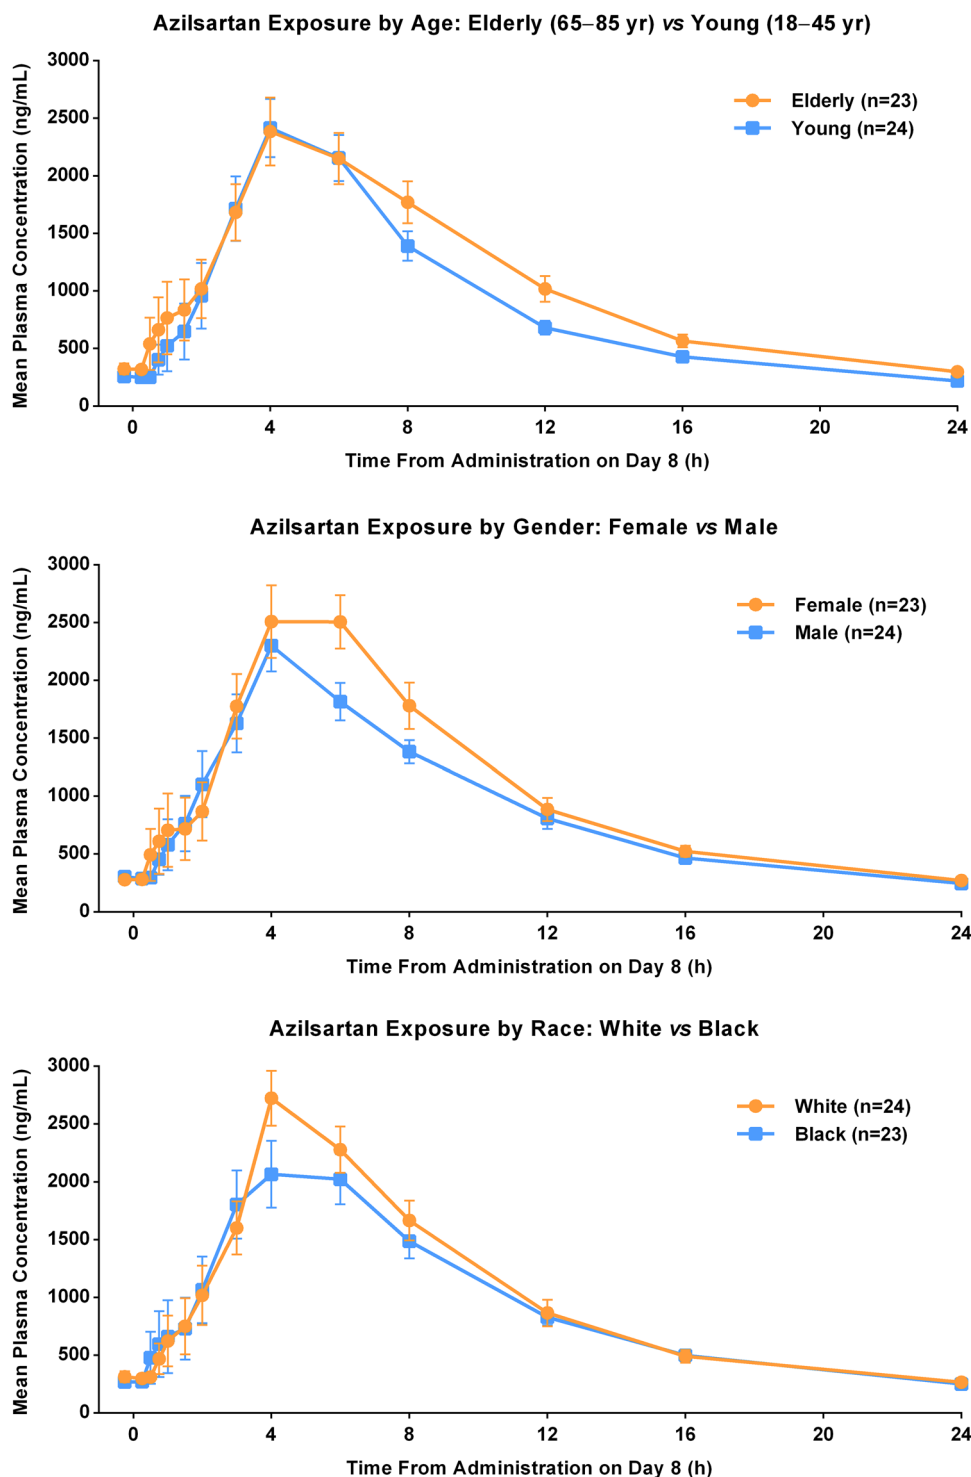 Azilsartan Exposure by Age: Elderly (65–85 yr) vs Young (18–45 yr)
Mean Plasma Concentration (ng/mL)
3000
2500
2000
1500
1000
500
0
Elderly (n=23)
Young (n=24)
0 4 8 12 16 20 24
Time From Administration on Day 8 (h)
Azilsartan Exposure by Gender: Female vs Male
Mean Plasma Concentration (ng/mL)
3000
2500
2000
1500
1000
500
0
Female (n=23)
Male (n=24)
0 4 8 12 16 20 24
Time From Administration on Day 8 (h)
Azilsartan Exposure by Race: White vs Black
Mean Plasma Concentration (ng/mL)
3000
2500
2000
1500
1000
500
0
White (n=24)
Black (n=23)
0 4 8 12 16 20 24
Time From Administration on Day 8 (h)